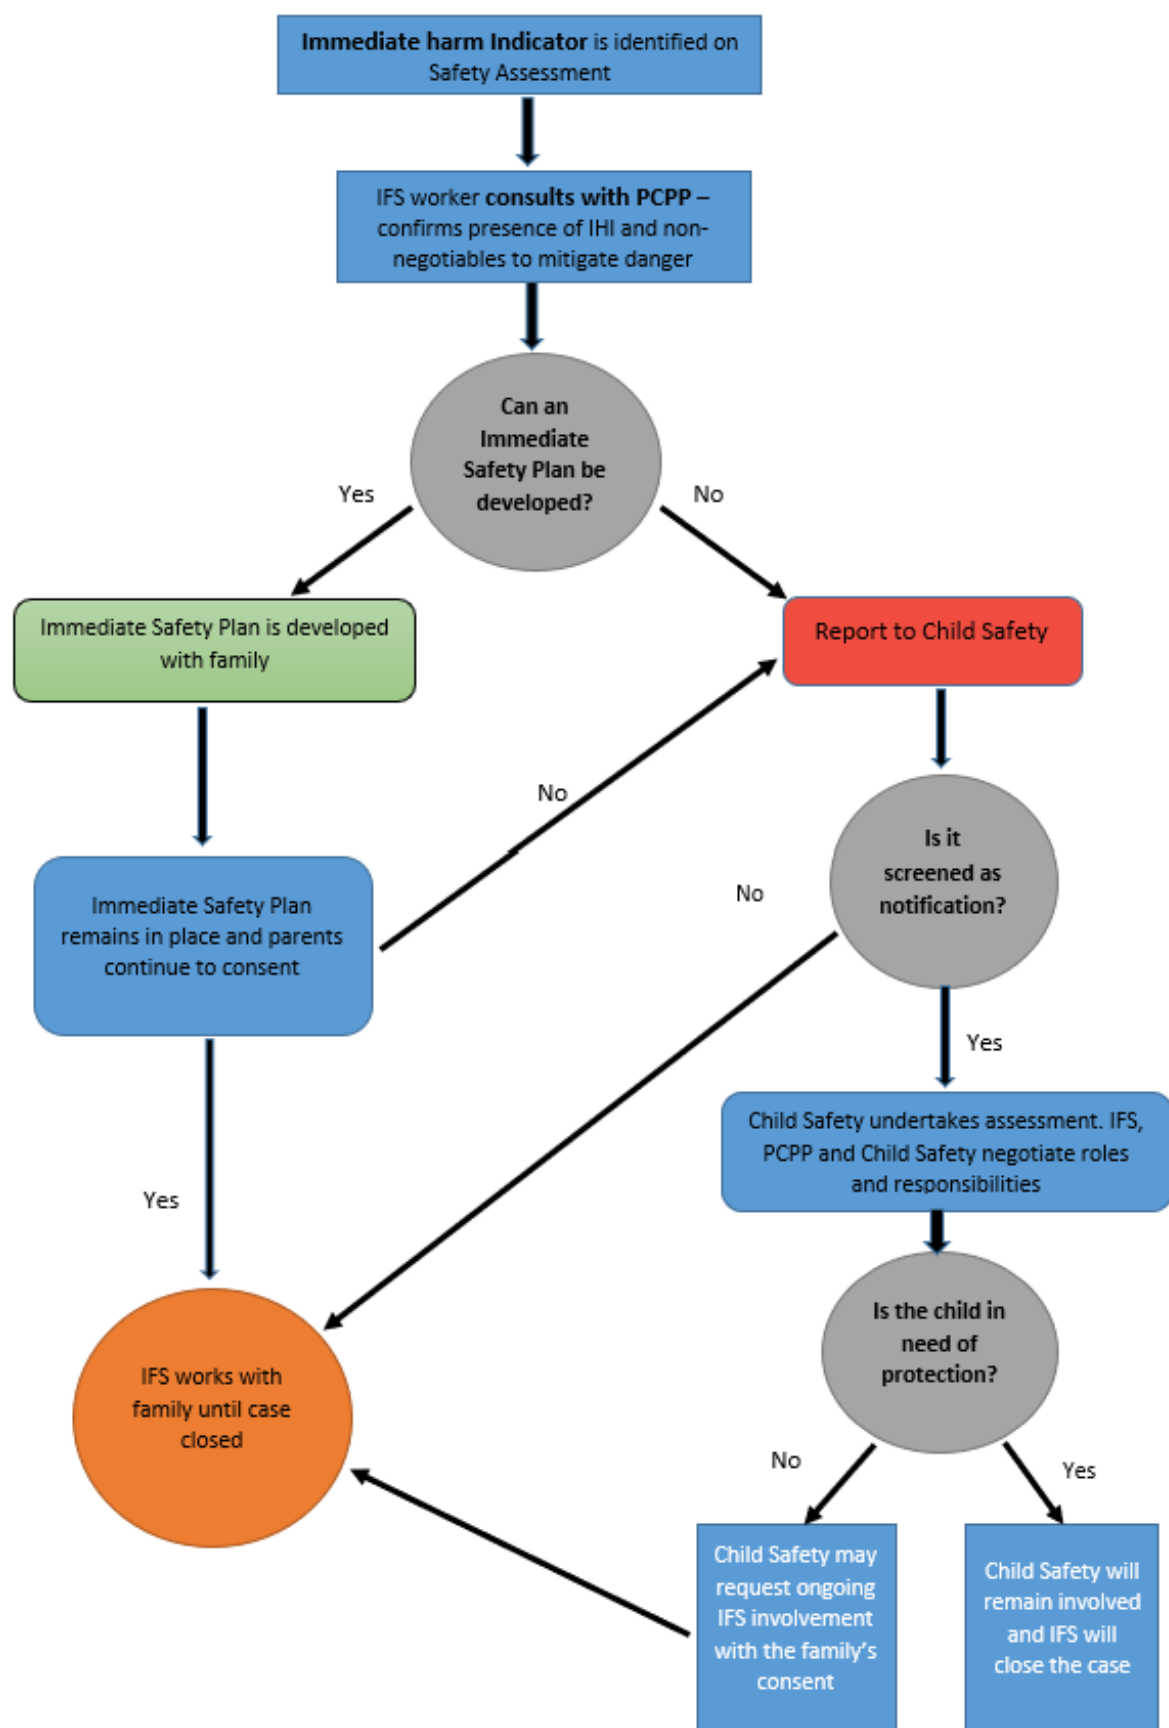 Immediate harm Indicator is identified on
Safety Assessment
IFS worker consults with PCPP –
confirms presence of IHI and non-
negotiables to mitigate danger
Can an
Immediate
Safety Plan be
developed?
Yes
No
Immediate Safety Plan is developed
with family
Report to Child Safety
No
Is it
screened as
notification?
No
Immediate Safety Plan
remains in place and parents
continue to consent
Yes
Child Safety undertakes assessment. IFS,
PCPP and Child Safety negotiate roles
and responsibilities
Yes
Is the child in
need of
protection?
IFS works with
family until case
closed
No
Yes
Child Safety may
request ongoing
IFS involvement
with the family’s
consent
Child Safety will
remain involved
and IFS will
close the case